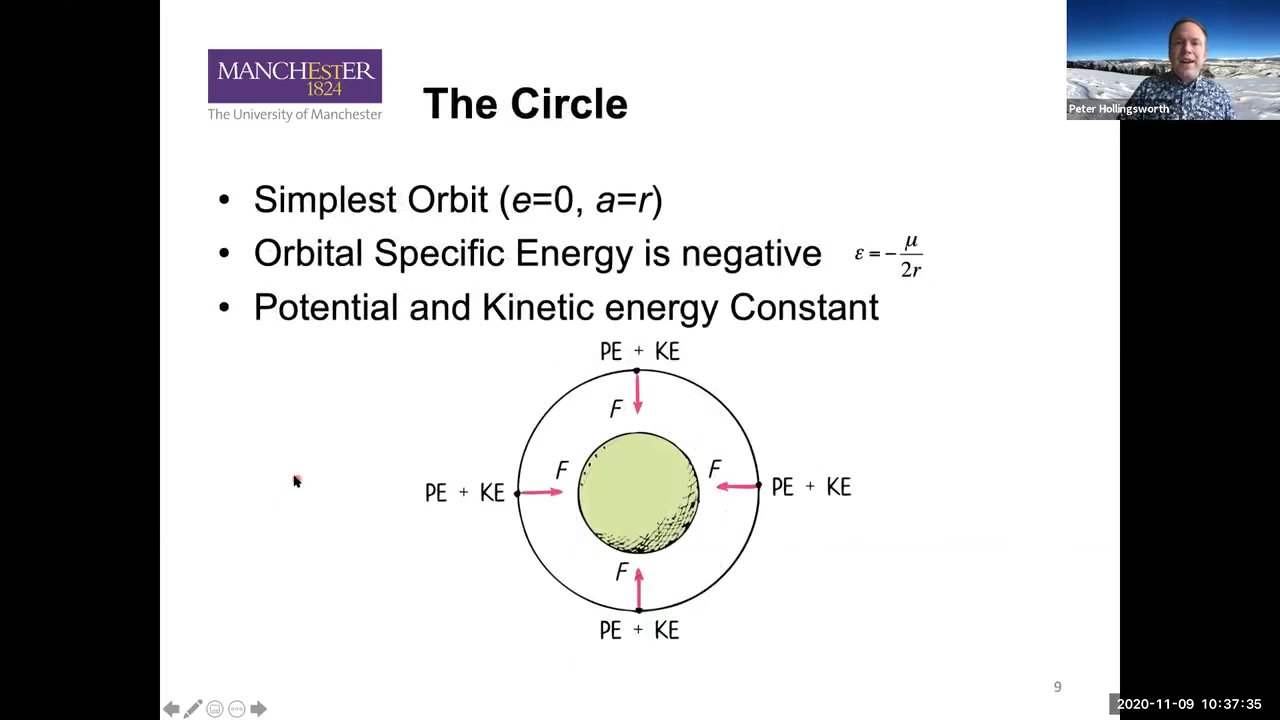 MANCHESTER
1824
The University of Manchester
The Circle
Peter Hollingsworth
• Simplest Orbit (e=0, a=r)
• Orbital Specific Energy is negative ε = − μ/2r
• Potential and Kinetic energy Constant
PE + KE
F
F
F
PE + KE
PE + KE
F
PE + KE
9
2020-11-09 10:37:35